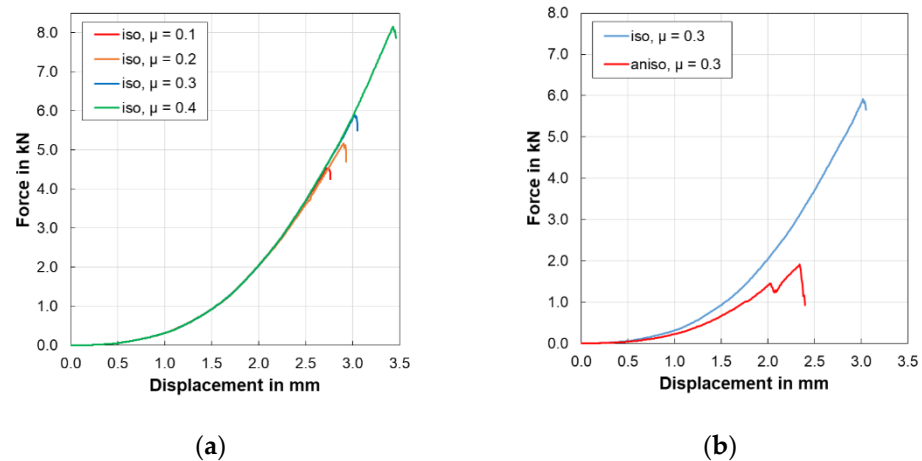 8.0
7.0
6.0
5.0
4.0
3.0
2.0
1.0
0.0
Force in kN
iso, µ = 0.1
iso, µ = 0.2
iso, µ = 0.3
iso, µ = 0.4
0.0 0.5 1.0 1.5 2.0 2.5 3.0 3.5
Displacement in mm
(a)
8.0
7.0
6.0
5.0
4.0
3.0
2.0
1.0
0.0
Force in kN
iso, µ = 0.3
aniso, µ = 0.3
0.0 0.5 1.0 1.5 2.0 2.5 3.0 3.5
Displacement in mm
(b)